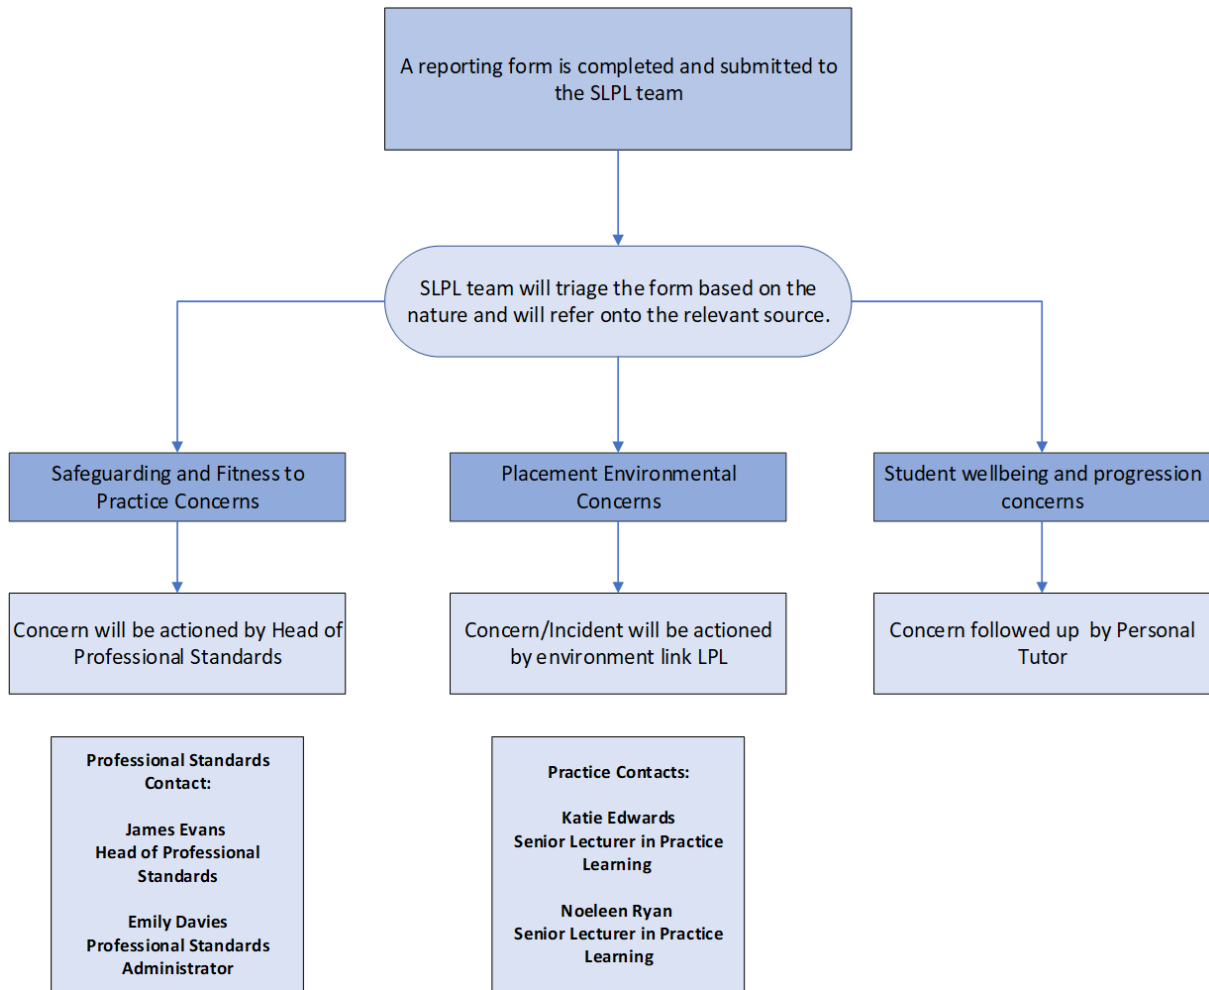 A reporting form is completed and submitted to
the SLPL team
SLPL team will triage the form based on the
nature and will refer onto the relevant source.
Safeguarding and Fitness to
Practice Concerns
Placement Environmental
Concerns
Student wellbeing and progression
concerns
Concern will be actioned by Head of
Professional Standards
Concern/Incident will be actioned
by environment link LPL
Concern followed up  by Personal
Tutor
Professional Standards
Contact:
James Evans
Head of Professional
Standards
Emily Davies
Professional Standards
Administrator
Practice Contacts:
Katie Edwards
Senior Lecturer in Practice
Learning
Noeleen Ryan
Senior Lecturer in Practice
Learning